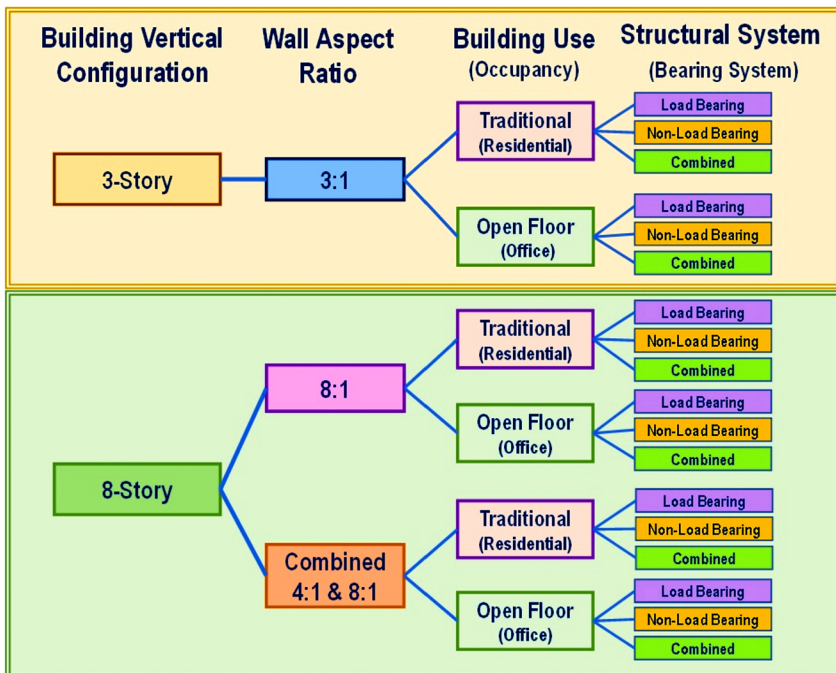 Building Vertical
Configuration
Wall Aspect
Ratio
Building Use
(Occupancy)
Structural System
(Bearing System)
3-Story
3:1
Traditional
(Residential)
Load Bearing
Non-Load Bearing
Combined
Open Floor
(Office)
Load Bearing
Non-Load Bearing
Combined
8-Story
8:1
Traditional
(Residential)
Load Bearing
Non-Load Bearing
Combined
Open Floor
(Office)
Load Bearing
Non-Load Bearing
Combined
Combined
4:1 & 8:1
Traditional
(Residential)
Load Bearing
Non-Load Bearing
Combined
Open Floor
(Office)
Load Bearing
Non-Load Bearing
Combined